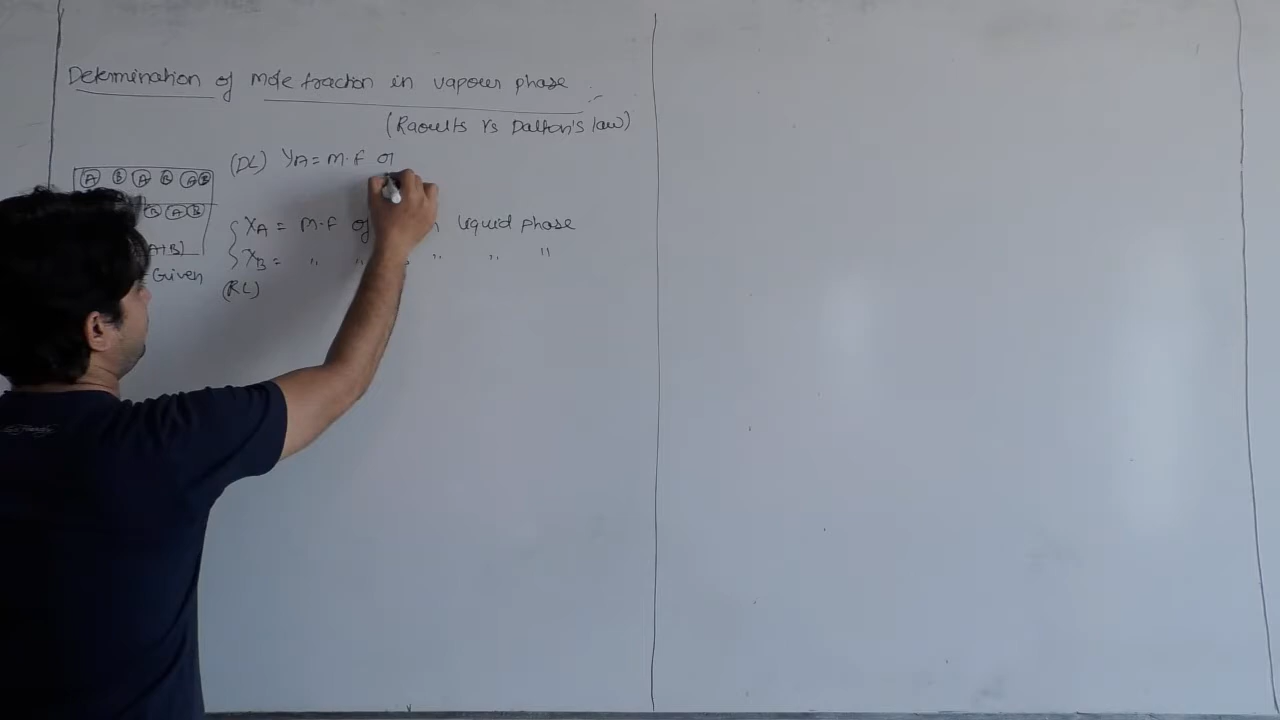 Determination of mole fraction in vapour phase :-
(Raoults Vs Dalton's law)
(DL) YA = M.F of
A B A B A B
B A B
XA = M.F of liquid phase
XB = " " " " " "
A+B]
Given
(RL)